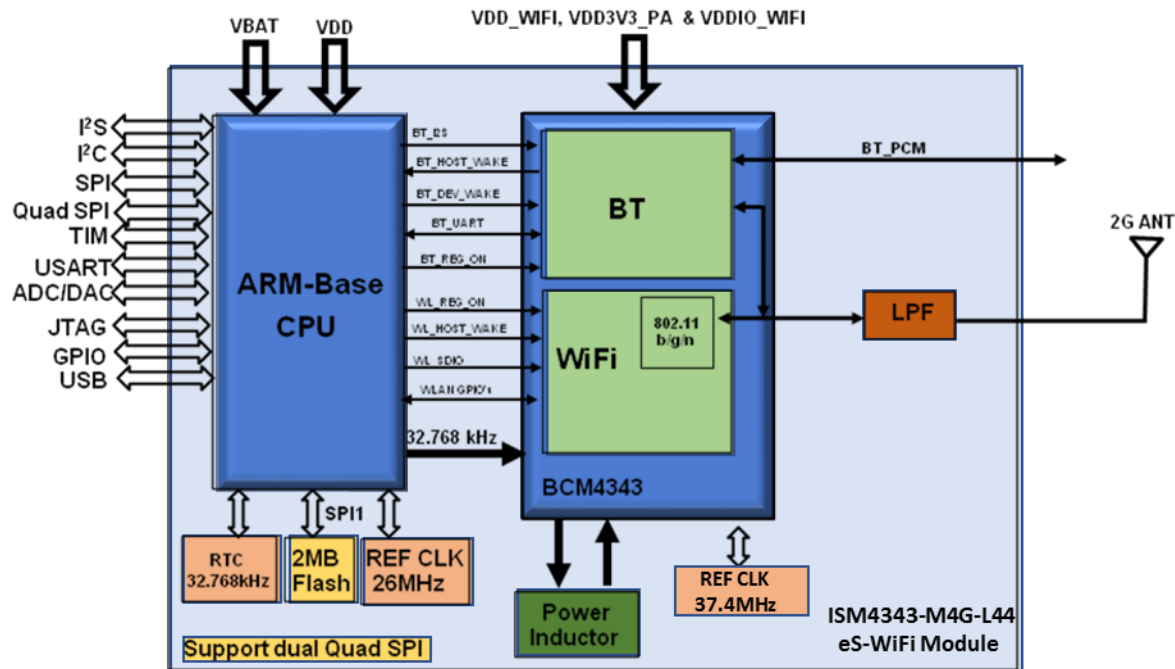 VBAT
VDD
VDD_WIFI, VDD3V3_PA & VDDIO_WIFI
I²S
I²C
SPI
Quad SPI
TIM
USART
ADC/DAC
JTAG
GPIO
USB
ARM-Base
CPU
BT_I2S
BT_HOST_WAKE
BT_DEV_WAKE
BT_UART
BT_REG_ON
WL_REG_ON
WL_HOST_WAKE
WL_SDIO
WLAN GPIO's
32.768 kHz
BT
WiFi
802.11
b/g/n
BCM4343
BT_PCM
2G ANT
LPF
SPI1
RTC
32.768kHz
2MB
Flash
REF CLK
26MHz
Power
Inductor
REF CLK
37.4MHz
ISM4343-M4G-L44
eS-WiFi Module
Support dual Quad SPI